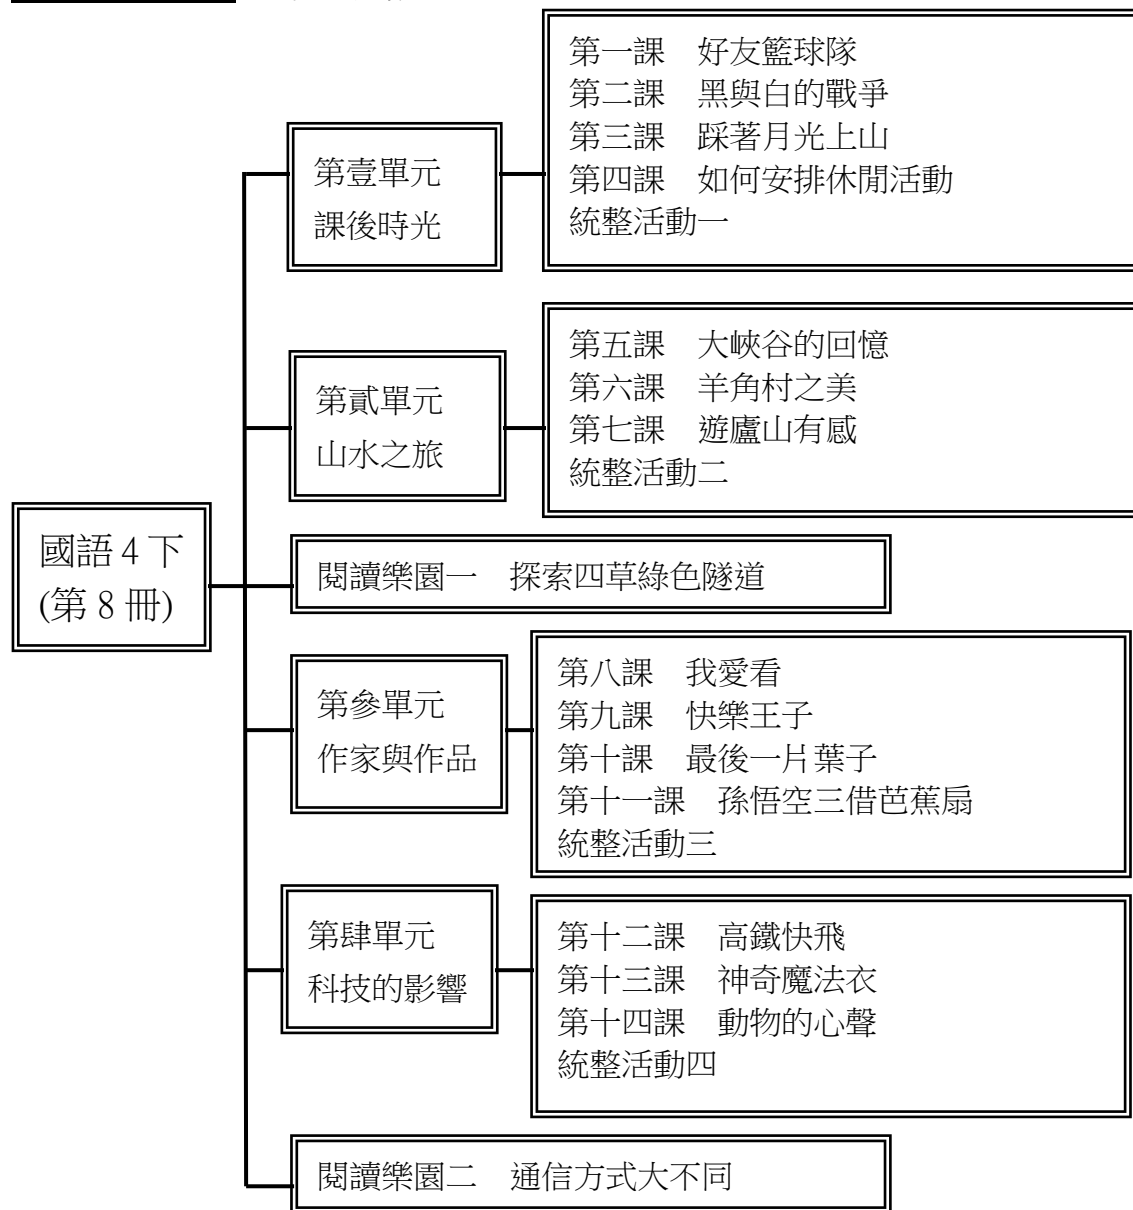 第一課　好友籃球隊
第二課　黑與白的戰爭
第三課　踩著月光上山
第四課　如何安排休閒活動
統整活動一
第壹單元
課後時光
第五課　大峽谷的回憶
第六課　羊角村之美
第七課　遊廬山有感
統整活動二
第貳單元
山水之旅
國語 4 下
(第 8 冊)
閱讀樂園一　探索四草綠色隧道
第八課　我愛看
第九課　快樂王子
第十課　最後一片葉子
第十一課　孫悟空三借芭蕉扇
統整活動三
第參單元
作家與作品
第十二課　高鐵快飛
第十三課　神奇魔法衣
第十四課　動物的心聲
統整活動四
第肆單元
科技的影響
閱讀樂園二　通信方式大不同